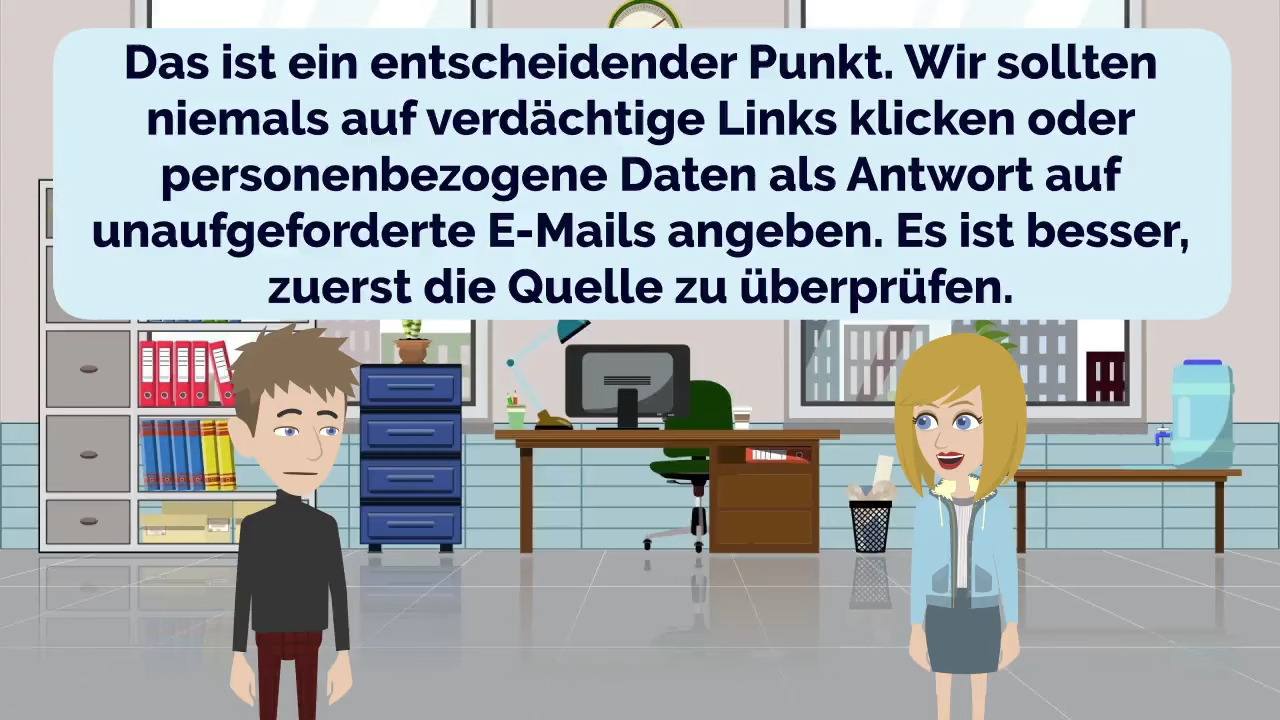 Das ist ein entscheidender Punkt. Wir sollten
niemals auf verdächtige Links klicken oder
personenbezogene Daten als Antwort auf
unaufgeforderte E-Mails angeben. Es ist besser,
zuerst die Quelle zu überprüfen.